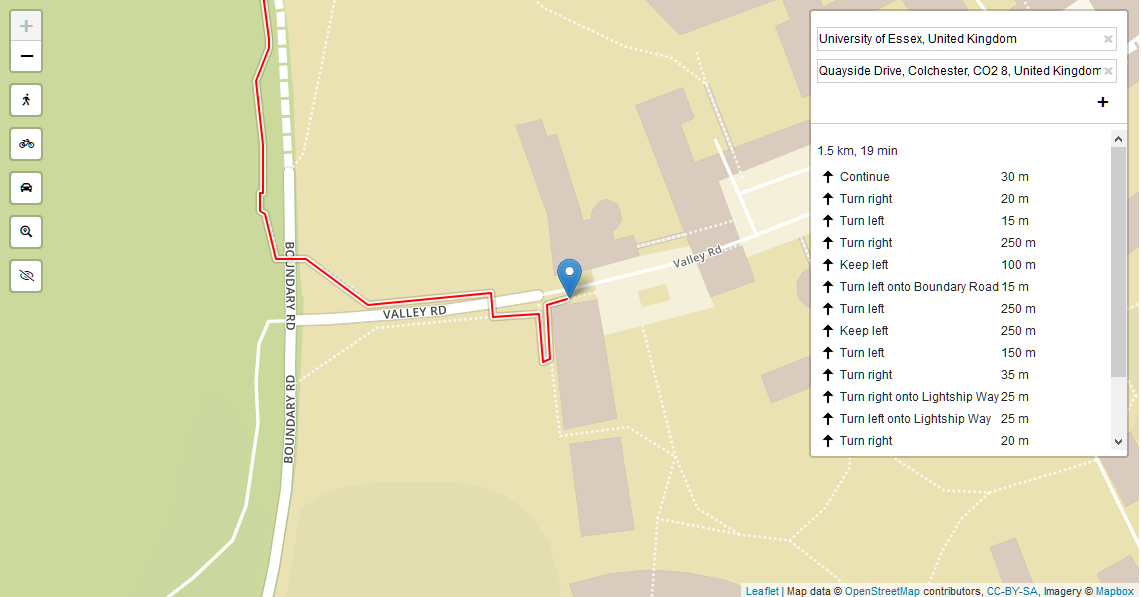 +
−
University of Essex, United Kingdom ×
Quayside Drive, Colchester, CO2 8, United Kingdom ×
+
1.5 km, 19 min
Continue 30 m
Turn right 20 m
Turn left 15 m
Turn right 250 m
Keep left 100 m
Turn left onto Boundary Road 15 m
Turn left 250 m
Keep left 250 m
Turn left 150 m
Turn right 35 m
Turn right onto Lightship Way 25 m
Turn left onto Lightship Way 25 m
Turn right 20 m
Valley Rd
BOUNDARY RD
VALLEY RD
BOUNDARY RD
Leaflet | Map data © OpenStreetMap contributors, CC-BY-SA, Imagery © Mapbox